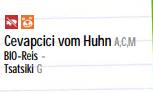 Cevapcici vom Huhn A,C,M
BIO-Reis -
Tsatsiki G